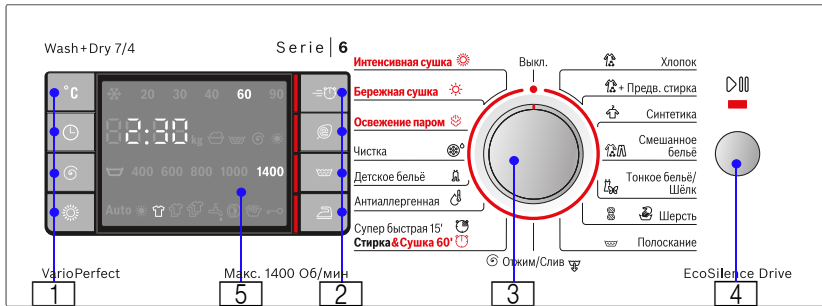 Wash+Dry 7/4
Serie | 6
°C
20 30 40 60 90
2:30 kg
400 600 800 1000 1400
Auto
VarioPerfect
Макс. 1400 Об/мин
Интенсивная сушка
Бережная сушка
Освежение паром
Чистка
Детское бельё
Антиаллергенная
Супер быстрая 15'
Стирка&Сушка 60'
Отжим/Слив
Выкл.
Хлопок
+ Предв. стирка
Синтетика
Смешанное
бельё
Тонкое бельё/
Шёлк
Шерсть
Полоскание
EcoSilence Drive
1
5
2
3
4